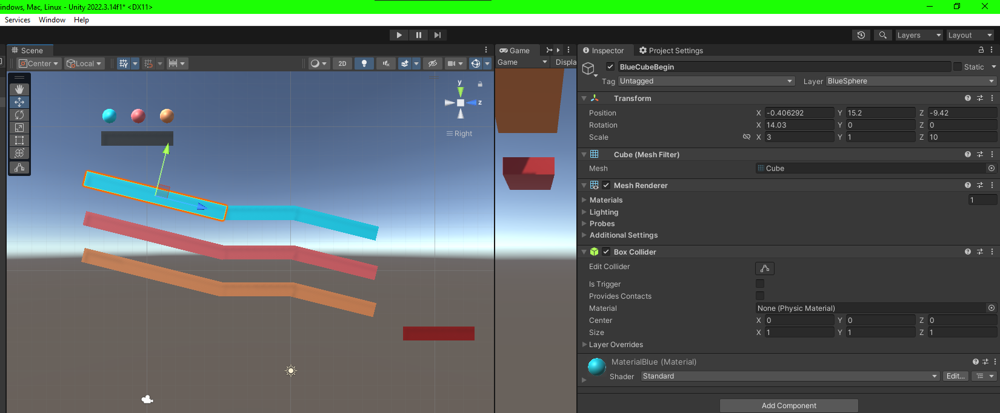 indows, Mac, Linux - Unity 2022.3.14f1* <DX11>
Services Window Help
Layers Layout
Scene
Game
Inspector Project Settings
Center Local 2D
Game Displa
BlueCubeBegin Static
Tag Untagged Layer BlueSphere
Transform
Position X -0.406292 Y 15.2 Z -9.42
Rotation X 14.03 Y 0 Z 0
Scale X 3 Y 1 Z 10
y
z
Right
Cube (Mesh Filter)
Mesh Cube
Mesh Renderer
Materials 1
Lighting
Probes
Additional Settings
Box Collider
Edit Collider
Is Trigger
Provides Contacts
Material None (Physic Material)
Center X 0 Y 0 Z 0
Size X 1 Y 1 Z 1
Layer Overrides
MaterialBlue (Material)
Shader Standard Edit...
Add Component